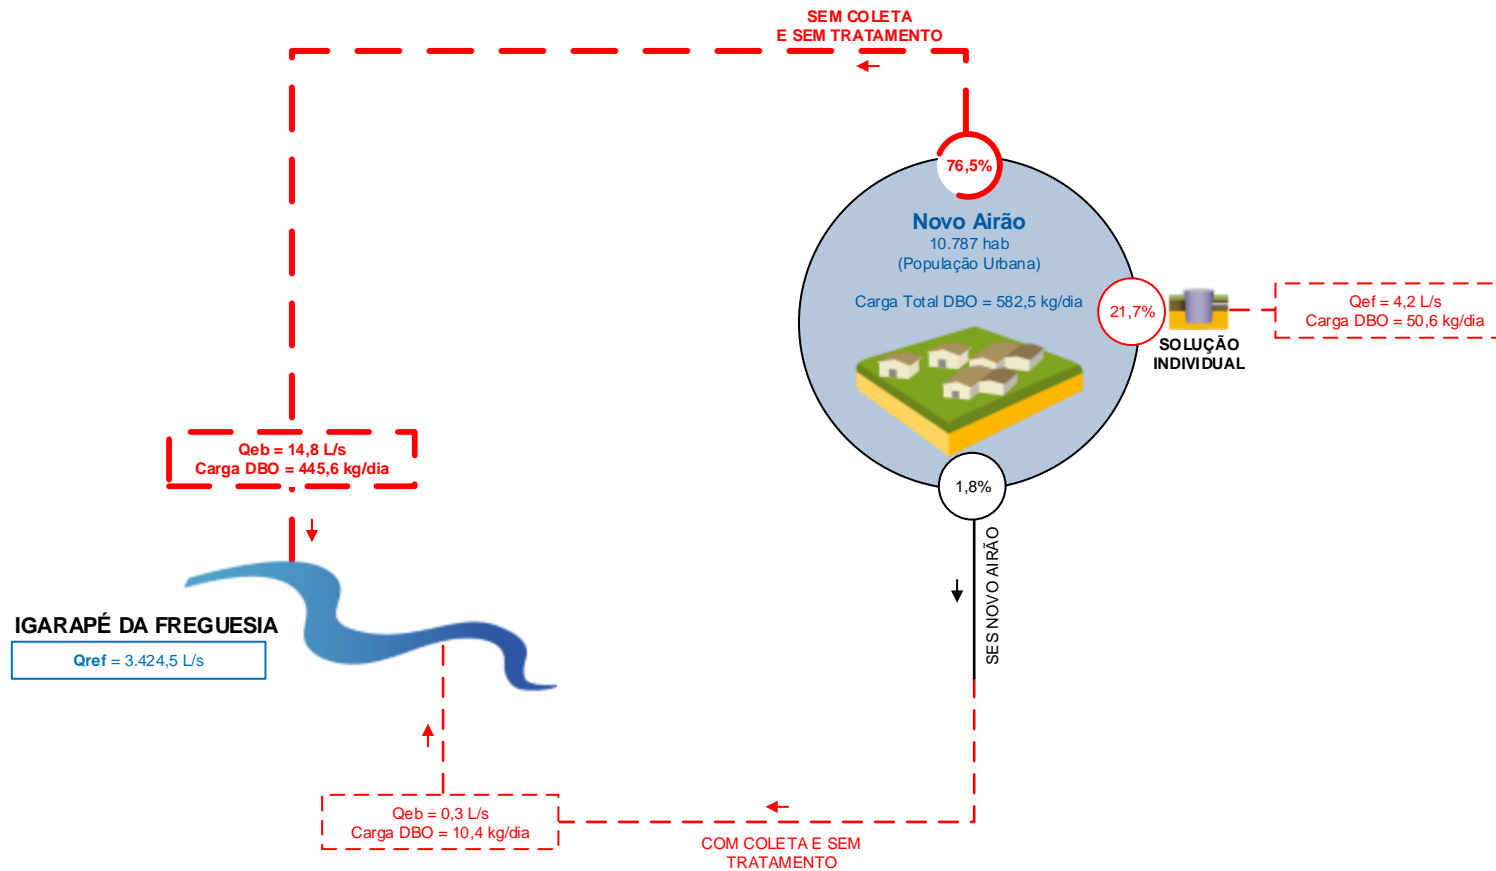 SEM COLETA
E SEM TRATAMENTO
76,5%
Novo Airão
10.787 hab
(População Urbana)
Carga Total DBO = 582,5 kg/dia
21,7%
SOLUÇÃO
INDIVIDUAL
Qef = 4,2 L/s
Carga DBO = 50,6 kg/dia
Qeb = 14,8 L/s
Carga DBO = 445,6 kg/dia
1,8%
SES NOVO AIRÃO
IGARAPÉ DA FREGUESIA
Qref = 3.424,5 L/s
Qeb = 0,3 L/s
Carga DBO = 10,4 kg/dia
COM COLETA E SEM
TRATAMENTO